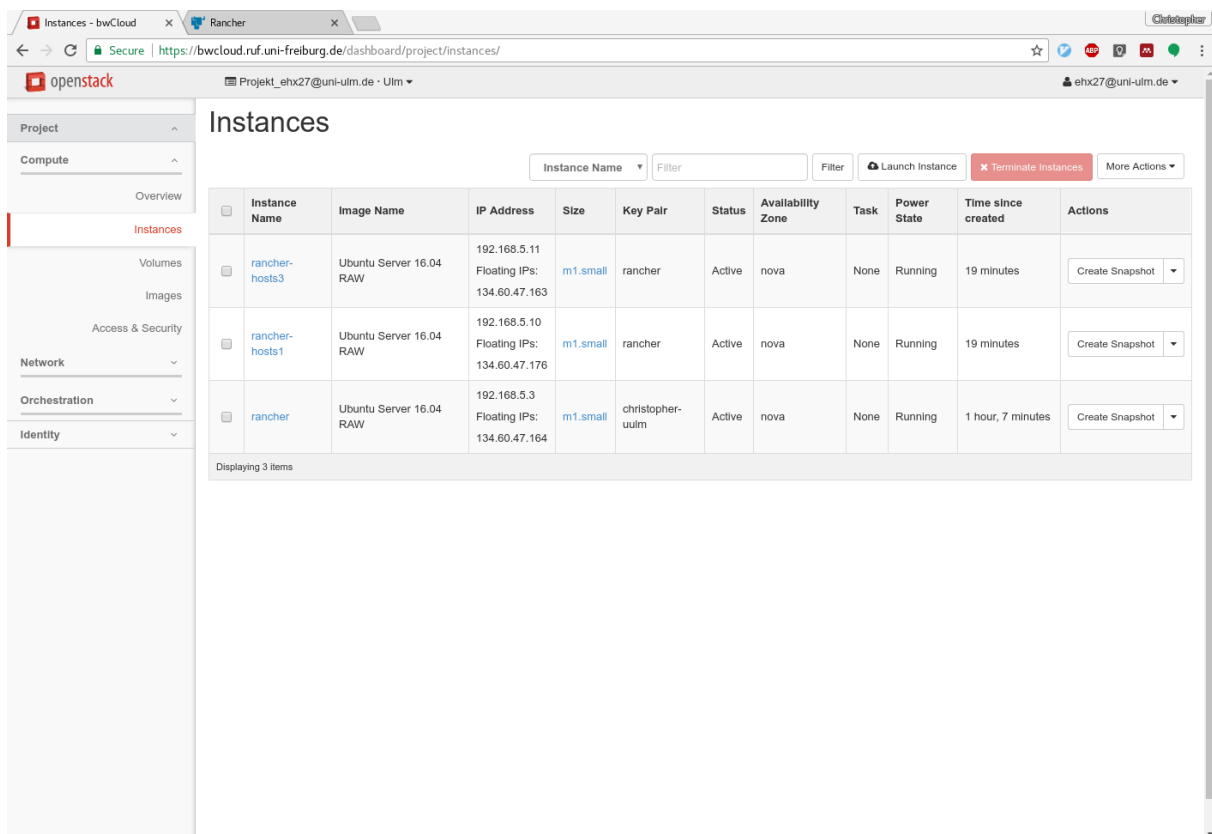 Instances - bwCloud
Rancher
Christopher
Secure
https://bwcloud.ruf.uni-freiburg.de/dashboard/project/instances/
ABP
openstack
Projekt_ehx27@uni-ulm.de · Ulm
ehx27@uni-ulm.de
Project
Compute
Overview
Instances
Volumes
Images
Access & Security
Network
Orchestration
Identity
Instances
Instance Name
Filter
Filter
Launch Instance
Terminate Instances
More Actions
Instance Name
Image Name
IP Address
Size
Key Pair
Status
Availability Zone
Task
Power State
Time since created
Actions
rancher-hosts3
Ubuntu Server 16.04 RAW
192.168.5.11
Floating IPs:
134.60.47.163
m1.small
rancher
Active
nova
None
Running
19 minutes
Create Snapshot
rancher-hosts1
Ubuntu Server 16.04 RAW
192.168.5.10
Floating IPs:
134.60.47.176
m1.small
rancher
Active
nova
None
Running
19 minutes
Create Snapshot
rancher
Ubuntu Server 16.04 RAW
192.168.5.3
Floating IPs:
134.60.47.164
m1.small
christopher-uulm
Active
nova
None
Running
1 hour, 7 minutes
Create Snapshot
Displaying 3 items